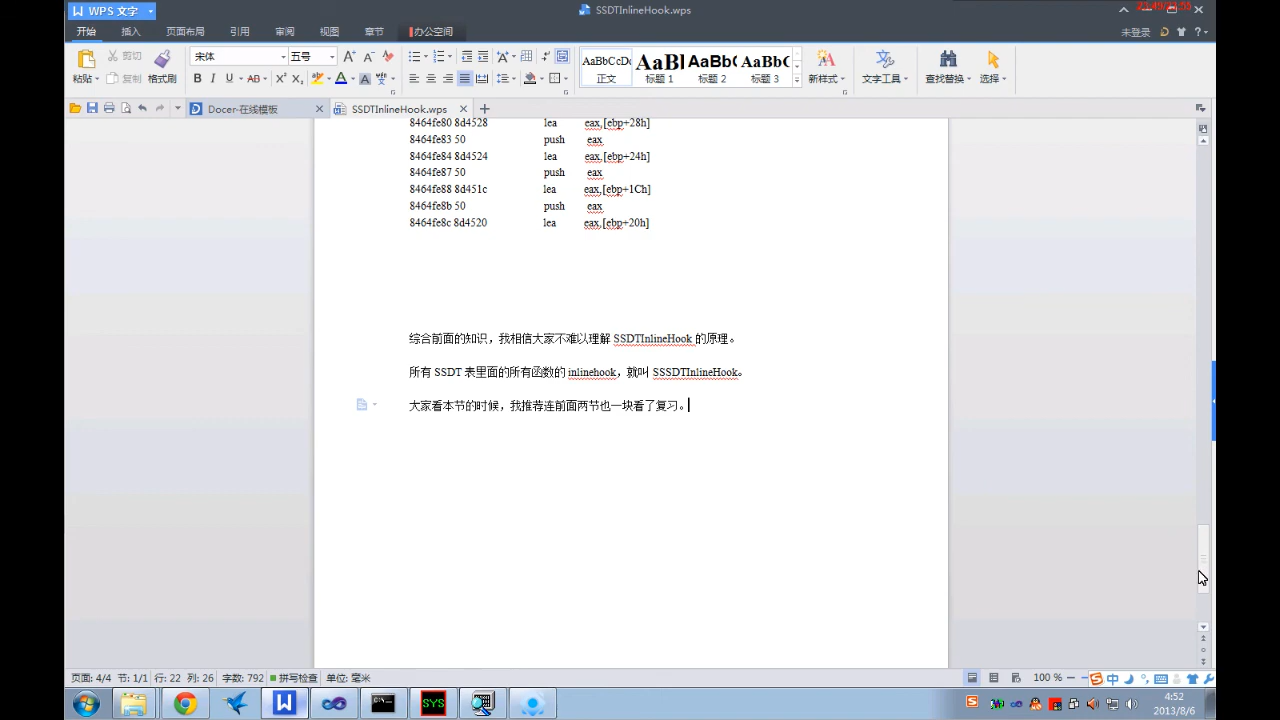 WPS 文字
SSDTInlineHook.wps
开始 插入 页面布局 引用 审阅 视图 章节 办公空间
未登录
粘贴 剪切 复制 格式刷
宋体 五号
AaBbCcDc AaBl AaBb( AaBb(
正文 标题 1 标题 2 标题 3
新样式 文字工具 查找替换 选择
Docer-在线模板 SSDTInlineHook.wps
8464fe80 8d4528 lea eax,[ebp+28h]
8464fe83 50 push eax
8464fe84 8d4524 lea eax,[ebp+24h]
8464fe87 50 push eax
8464fe88 8d451c lea eax,[ebp+1Ch]
8464fe8b 50 push eax
8464fe8c 8d4520 lea eax,[ebp+20h]
综合前面的知识，我相信大家不难以理解 SSDTInlineHook 的原理。
所有 SSDT 表里面的所有函数的 inlinehook，就叫 SSSDTInlineHook。
大家看本节的时候，我推荐连前面两节也一块看了复习。
页面: 4/4 节: 1/1 行: 22 列: 26 字数: 792 拼写检查 单位: 毫米
100 %
中
SYS
4:52
2013/8/6